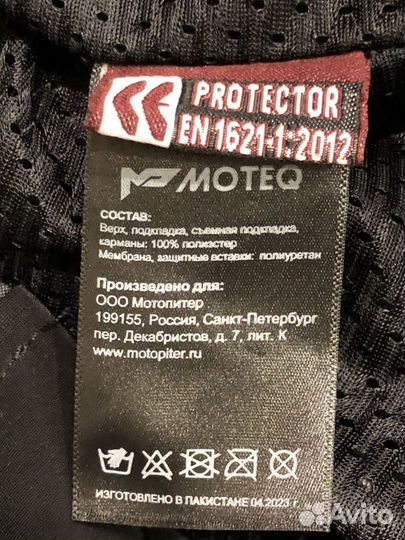 PROTECTOR
EN 1621-1:2012
MOTEQ
СОСТАВ:
Верх, подкладка, съемная подкладка,
карманы: 100% полиэстер
Мембрана, защитные вставки: полиуретан
Произведено для:
ООО Мотопитер
199155, Россия, Санкт-Петербург
пер. Декабристов, д. 7, лит. К
www.motopiter.ru
ИЗГОТОВЛЕНО В ПАКИСТАНЕ 04.2023 г.
Avito